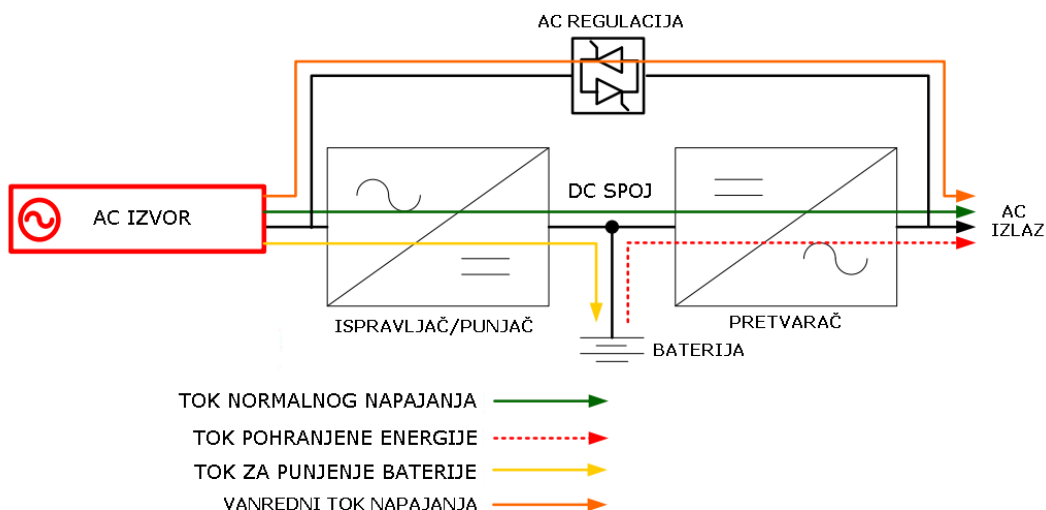 AC REGULACIJA
AC IZVOR
DC SPOJ
AC
IZLAZ
ISPRAVLJAČ/PUNJAČ
PRETVARAČ
BATERIJA
TOK NORMALNOG NAPAJANJA
TOK POHRANJENE ENERGIJE
TOK ZA PUNJENJE BATERIJE
VANREDNI TOK NAPAJANJA